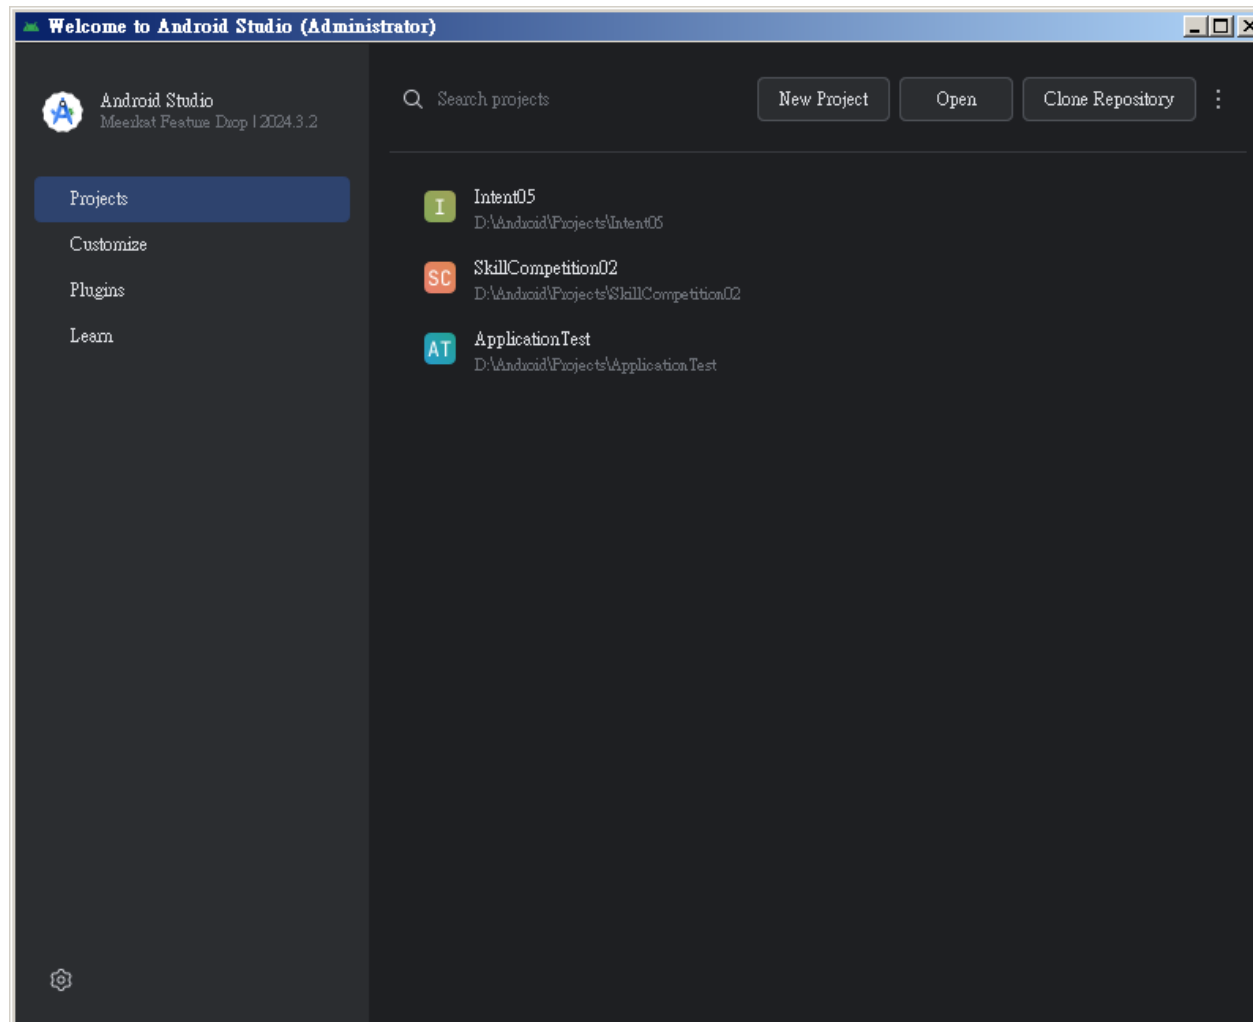 Welcome to Android Studio (Administrator)
Android Studio
Meerkat Feature Drop | 2024.3.2
Projects
Customize
Plugins
Learn
Search projects
New Project
Open
Clone Repository
I
Intent05
D:\Android\Projects\Intent05
SC
SkillCompetition02
D:\Android\Projects\SkillCompetition02
AT
ApplicationTest
D:\Android\Projects\ApplicationTest